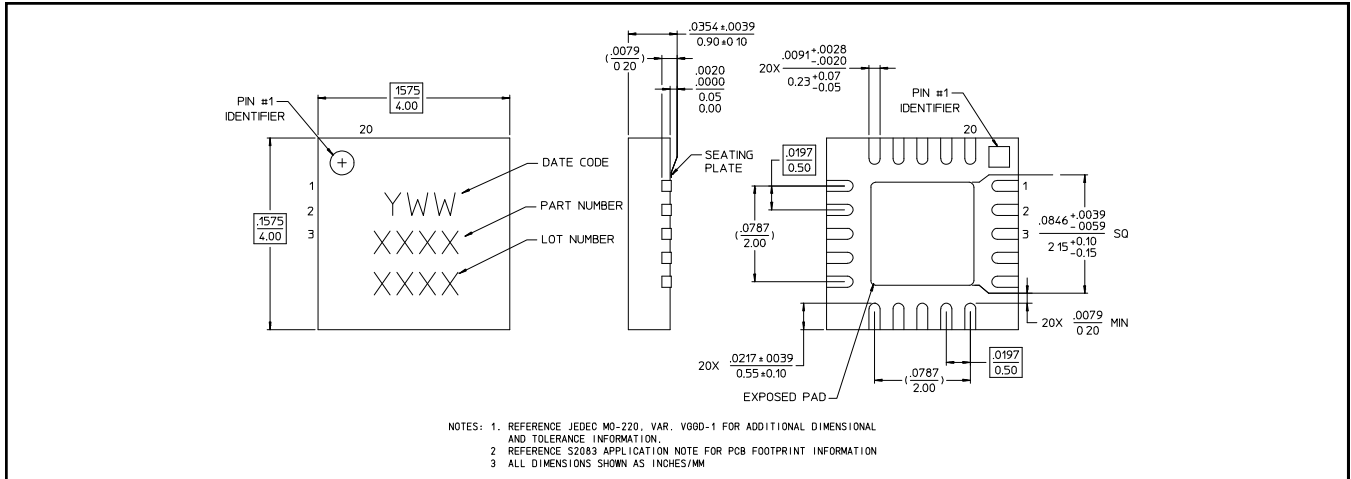 PIN #1
IDENTIFIER
.1575
4.00
20
1
2
3
.1575
4.00
DATE CODE
PART NUMBER
LOT NUMBER
YWW
XXXX
XXXX
.0354 ±.0039
0.90 ±0 10
(.0079
0 20)
.0020
.0000
0.05
0.00
SEATING
PLATE
20X .0091 +.0028
-.0020
0.23 +0.07
-0.05
PIN #1
IDENTIFIER
20
.0197
0.50
(.0787
2.00)
1
2
3
.0846 +.0039
-.0059 SQ
2 15 +0.10
-0.15
20X .0079 MIN
0 20
.0197
0.50
(.0787
2.00)
20X .0217 ± 0039
0.55 ±0.10
EXPOSED PAD
NOTES: 1. REFERENCE JEDEC MO-220, VAR. VGGD-1 FOR ADDITIONAL DIMENSIONAL
AND TOLERANCE INFORMATION.
2 REFERENCE S2083 APPLICATION NOTE FOR PCB FOOTPRINT INFORMATION
3 ALL DIMENSIONS SHOWN AS INCHES/MM